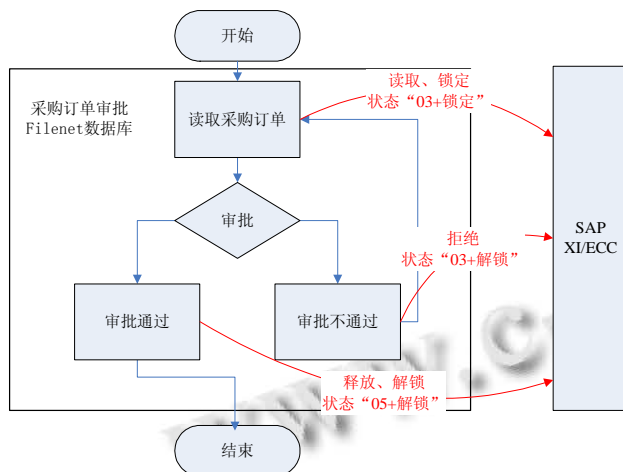 开始
采购订单审批
Filenet数据库
读取采购订单
读取、锁定
状态“03+锁定”
审批
拒绝
状态“03+解锁”
SAP
XI/ECC
审批通过
审批不通过
释放、解锁
状态“05+解锁”
结束
www.c